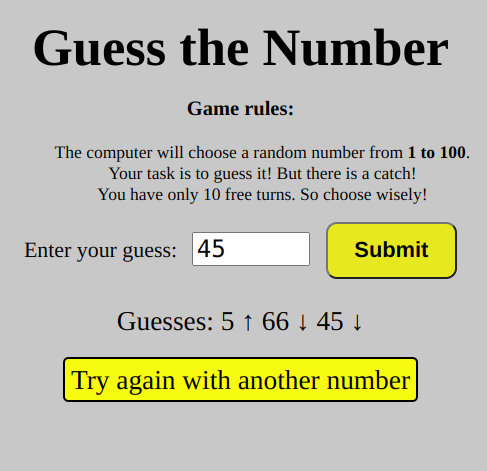 Guess the Number
Game rules:
The computer will choose a random number from 1 to 100.
Your task is to guess it! But there is a catch!
You have only 10 free turns. So choose wisely!
Enter your guess: 45 Submit
Guesses: 5 ↑ 66 ↓ 45 ↓
Try again with another number